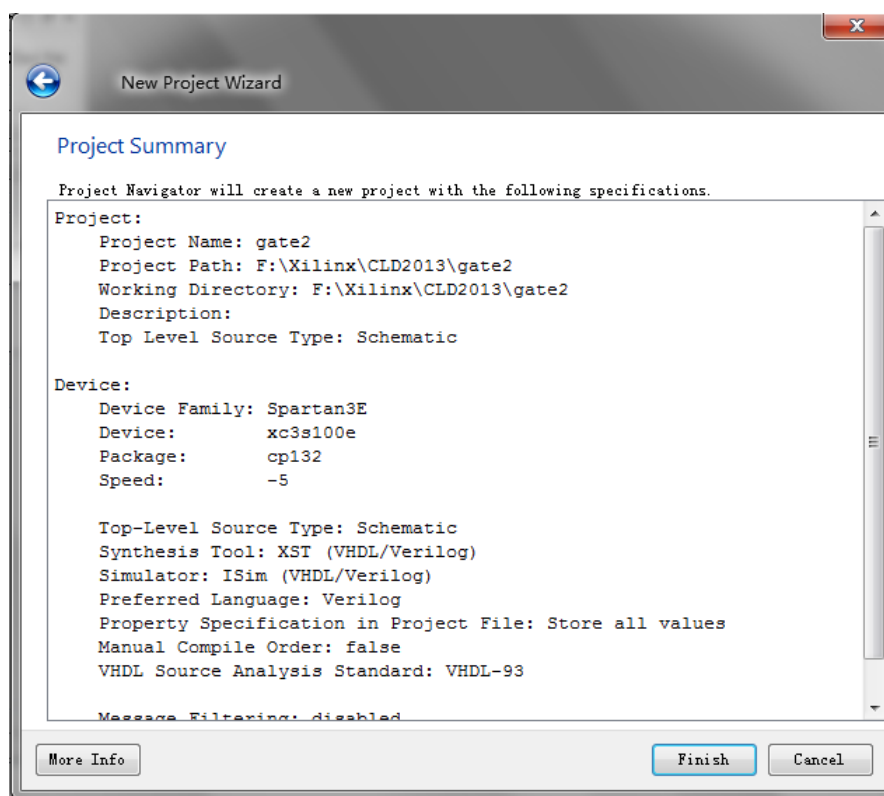 New Project Wizard
Project Summary
Project Navigator will create a new project with the following specifications.
Project:
Project Name: gate2
Project Path: F:\Xilinx\CLD2013\gate2
Working Directory: F:\Xilinx\CLD2013\gate2
Description:
Top Level Source Type: Schematic
Device:
Device Family: Spartan3E
Device: xc3s100e
Package: cp132
Speed: -5
Top-Level Source Type: Schematic
Synthesis Tool: XST (VHDL/Verilog)
Simulator: ISim (VHDL/Verilog)
Preferred Language: Verilog
Property Specification in Project File: Store all values
Manual Compile Order: false
VHDL Source Analysis Standard: VHDL-93
Message Filtering: disabled
More Info Finish Cancel